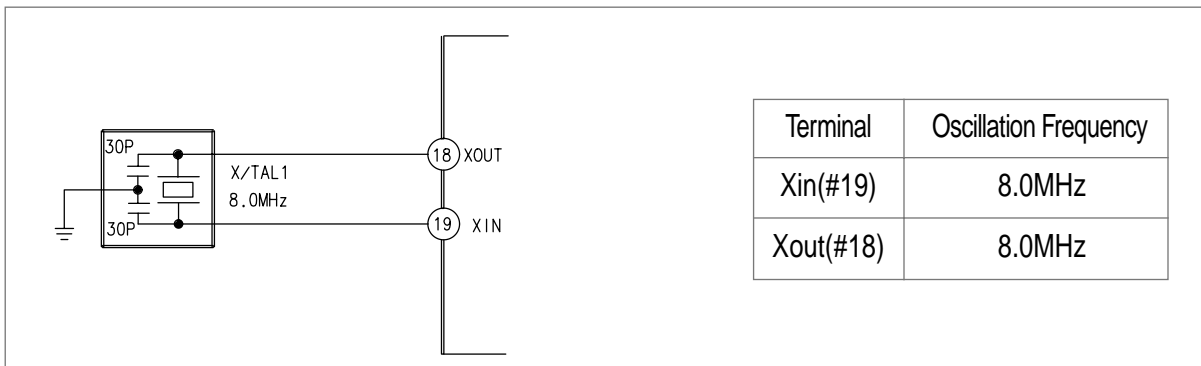 30P
X/TAL1
8.0MHz
30P
18 XOUT
19 XIN
Terminal Oscillation Frequency
Xin(#19) 8.0MHz
Xout(#18) 8.0MHz